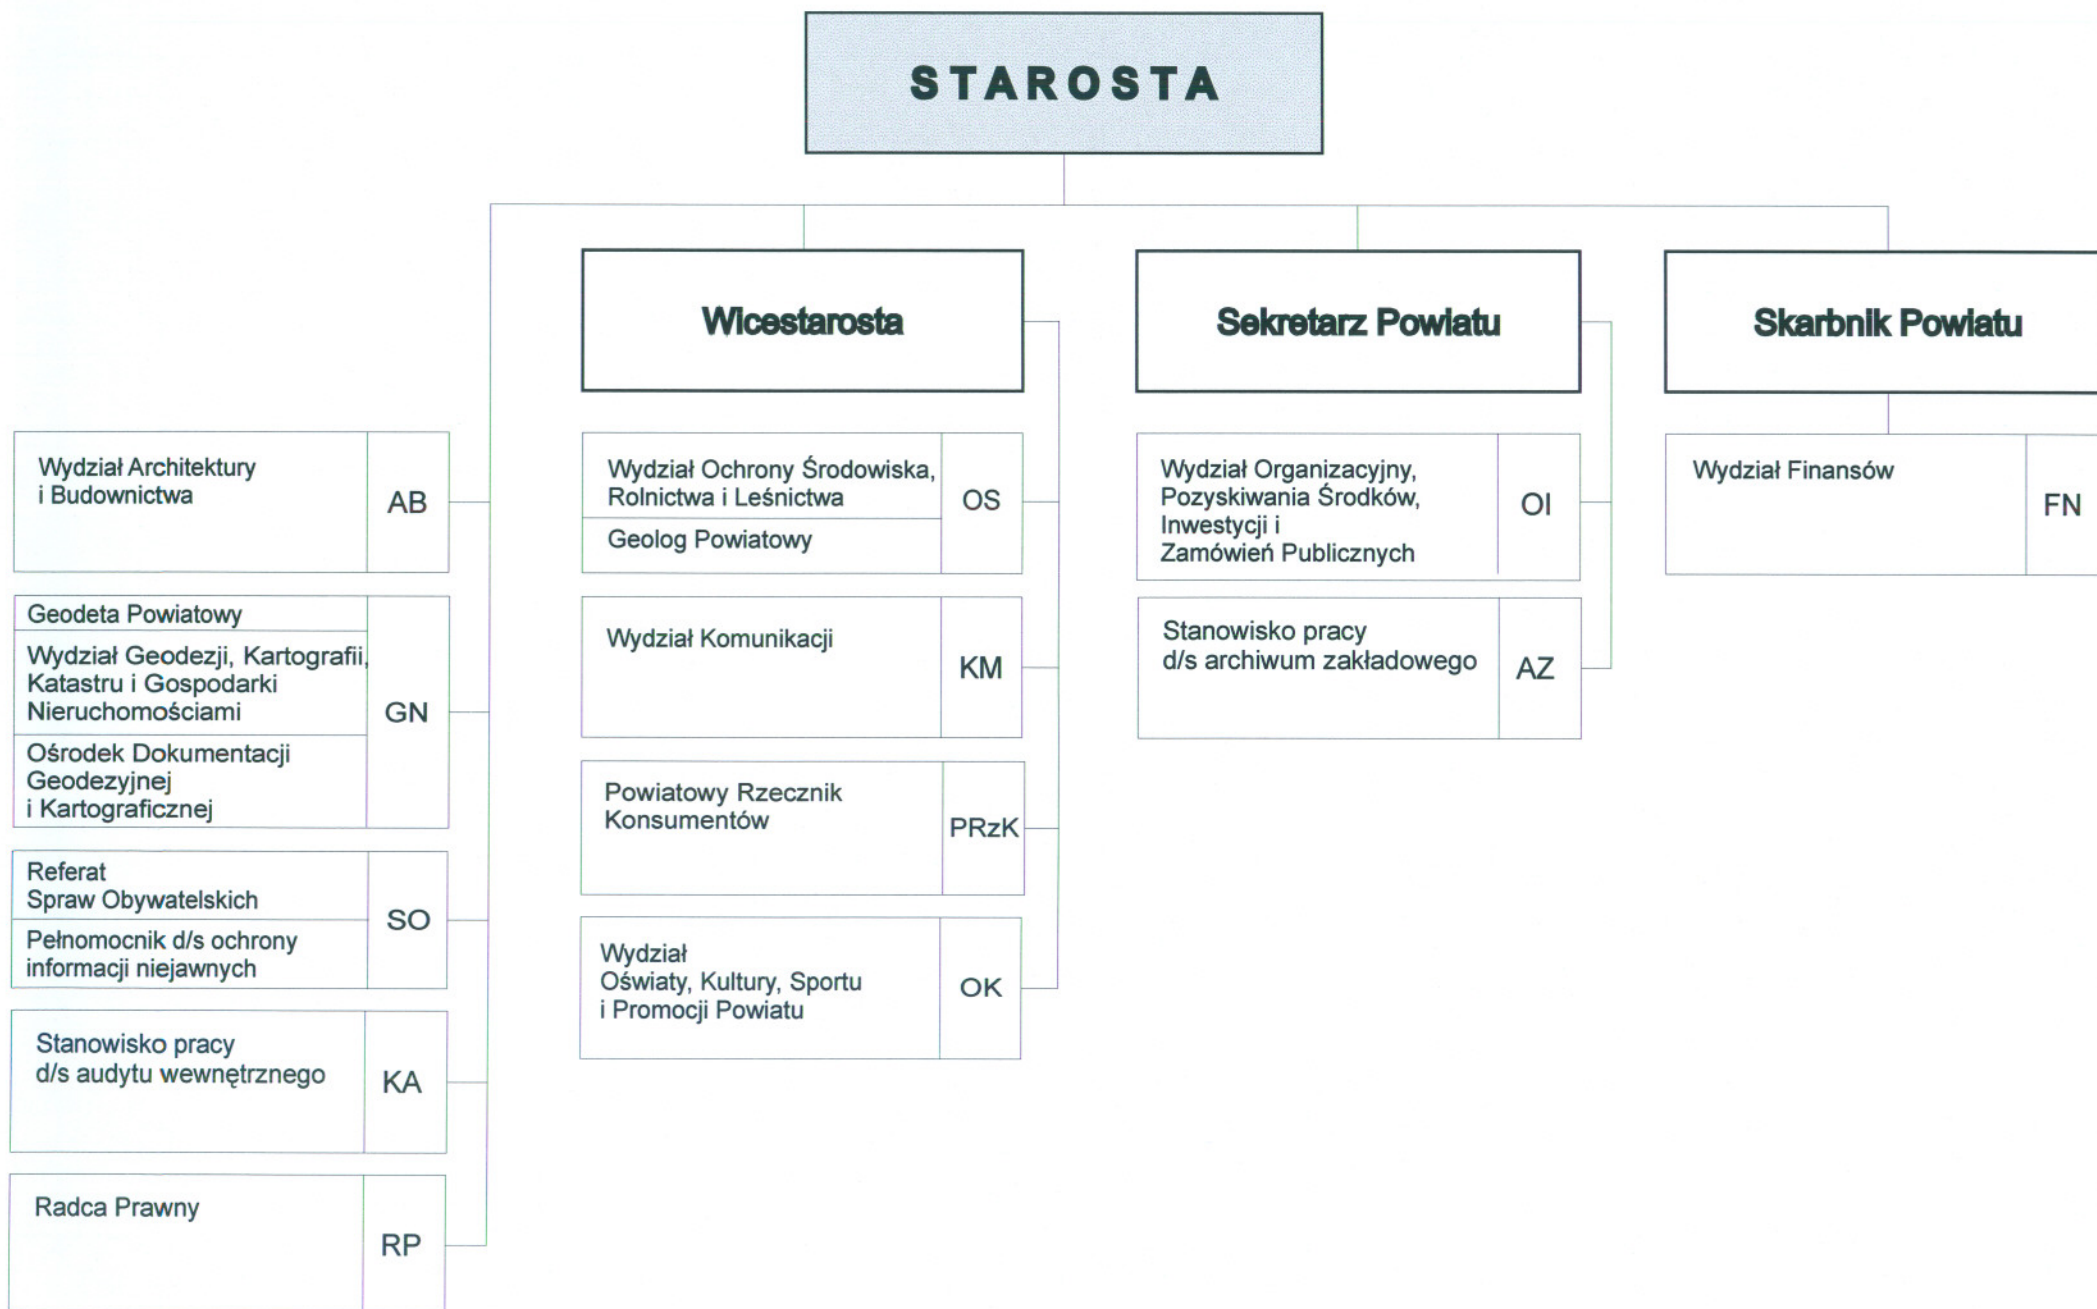 STAROSTA
Wicestarosta
Sekretarz Powiatu
Skarbnik Powiatu
Wydział Architektury
i Budownictwa
AB
Geodeta Powiatowy
Wydział Geodezji, Kartografii,
Katastru i Gospodarki
Nieruchomościami
GN
Ośrodek Dokumentacji
Geodezyjnej
i Kartograficznej
Referat
Spraw Obywatelskich
SO
Pełnomocnik d/s ochrony
informacji niejawnych
Stanowisko pracy
d/s audytu wewnętrznego
KA
Radca Prawny
RP
Wydział Ochrony Środowiska,
Rolnictwa i Leśnictwa
OS
Geolog Powiatowy
Wydział Komunikacji
KM
Powiatowy Rzecznik
Konsumentów
PRzK
Wydział
Oświaty, Kultury, Sportu
i Promocji Powiatu
OK
Wydział Organizacyjny,
Pozyskiwania Środków,
Inwestycji i
Zamówień Publicznych
OI
Stanowisko pracy
d/s archiwum zakładowego
AZ
Wydział Finansów
FN